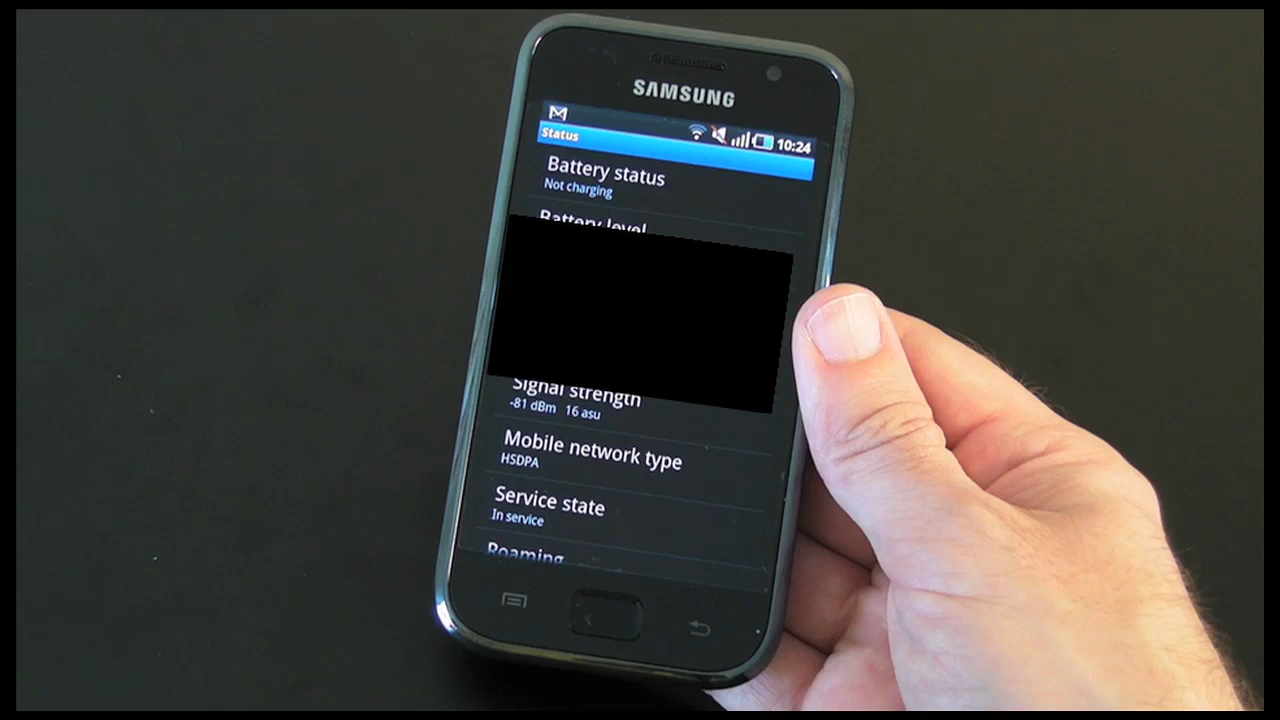 SAMSUNG
10:24
Status
Battery status
Not charging
Battery level
Signal strength
-81 dBm 16 asu
Mobile network type
HSDPA
Service state
In service
Roaming